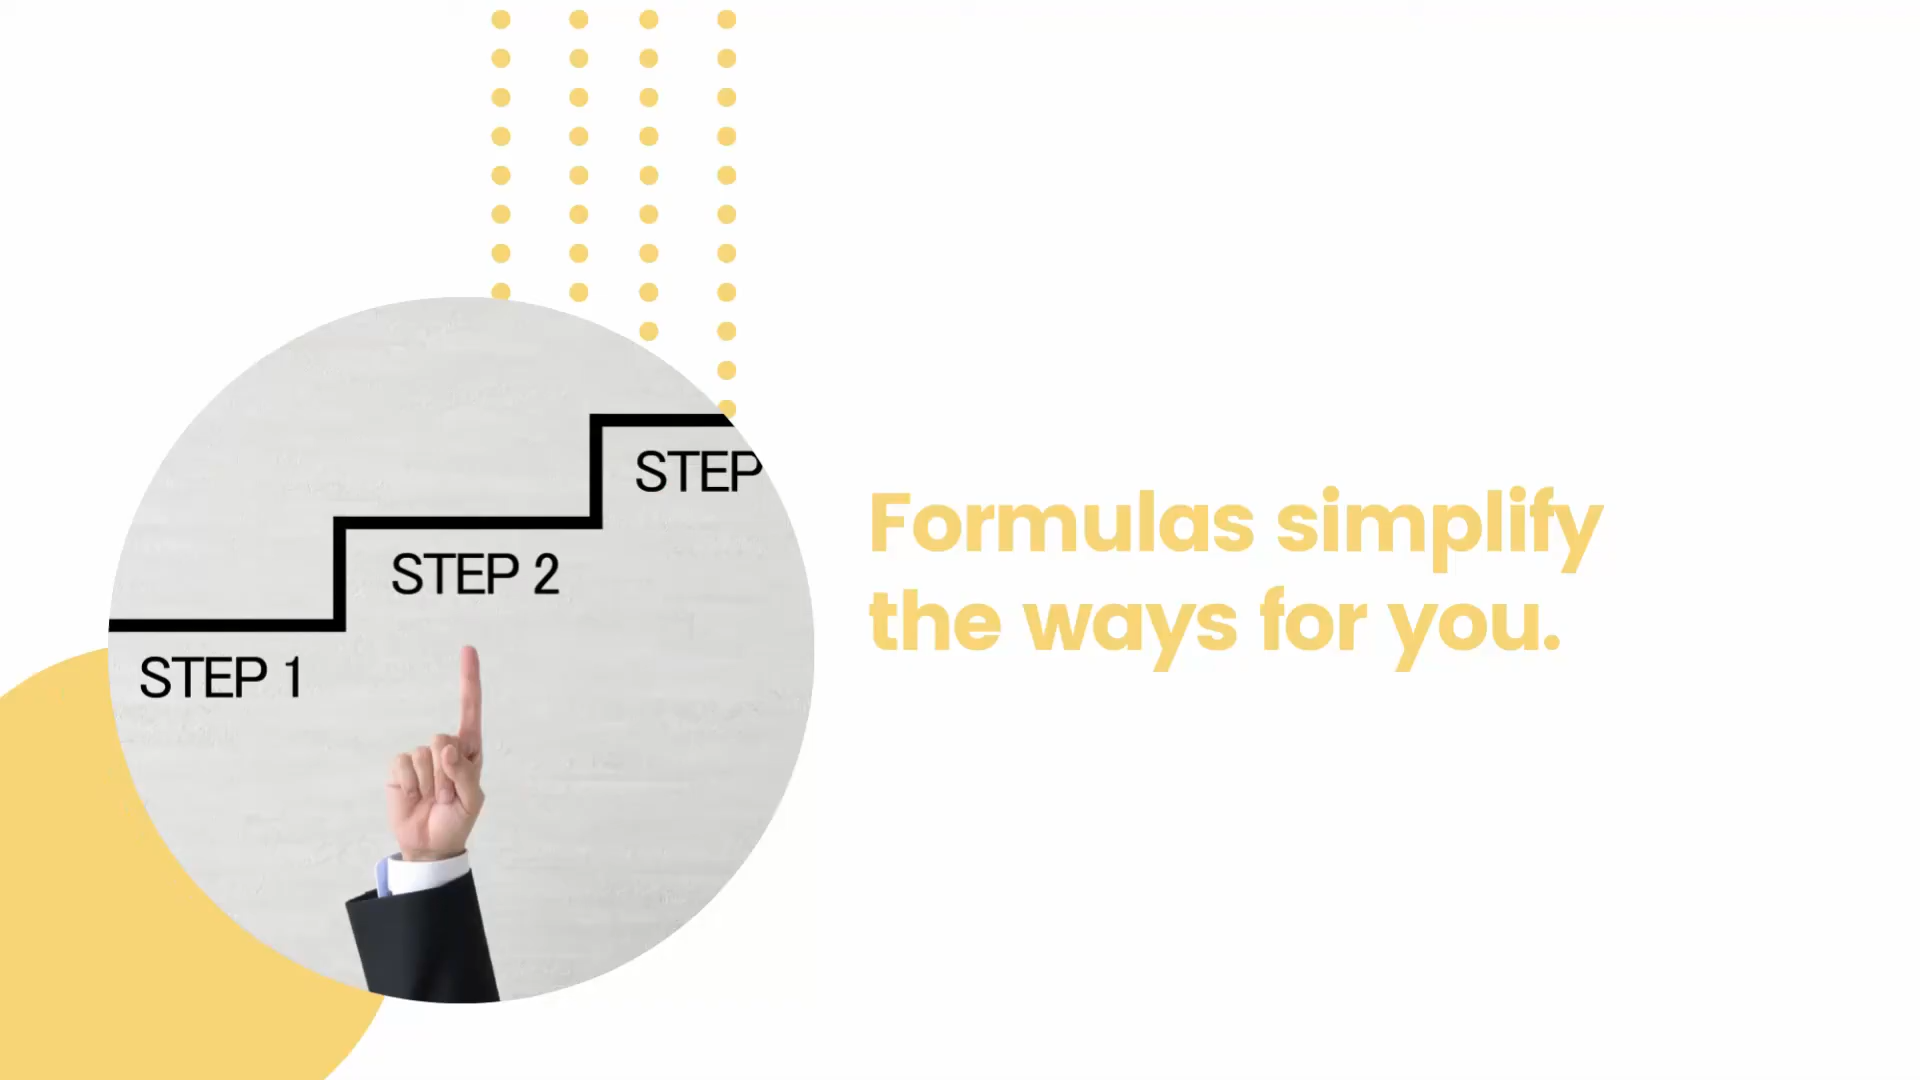 STEP
STEP 2
STEP 1
Formulas simplify
the ways for you.